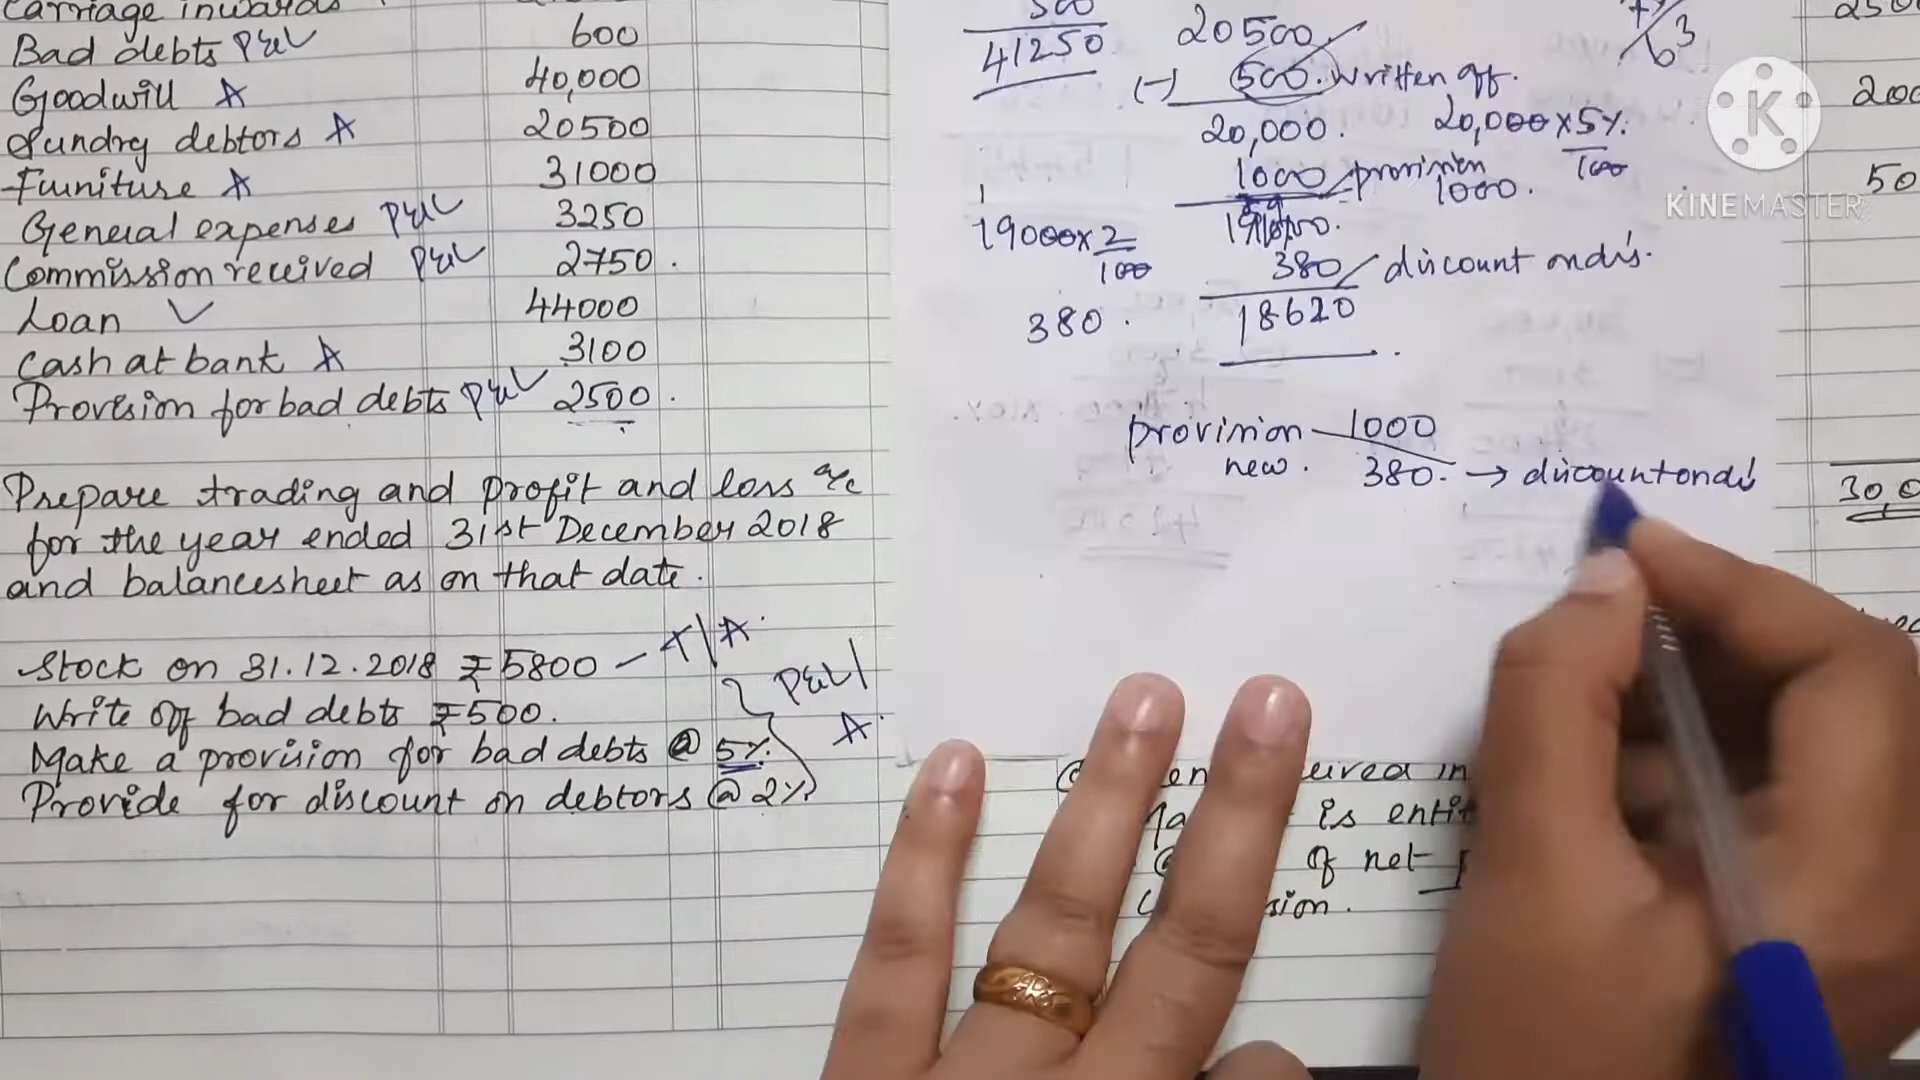 Carriage inwards
Bad debts P&L 600
Goodwill A 40,000
Sundry debtors A 20500
Furniture A 31000
General expenses P&L 3250
Commission received P&L 2750.
Loan 44000
Cash at bank A 3100
Provision for bad debts P&L 2500.
Prepare trading and profit and loss a/c
for the year ended 31st December 2018
and balancesheet as on that date.
Stock on 31.12.2018 ₹5800 – T/A.
Write off bad debts ₹500.
Make a provision for bad debts @ 5%.
Provide for discount on debtors @ 2%
P&L/
A.
500
41250
20500
(-) 500. written off.
20,000. 20,000 x 5%.
100
1000 provision 1000.
19000 x 2
100
380 discount on d's.
380. 18620
provision 1000
new. 380. → discount on d's
63
K
KINEMASTER
200
50
300
is entit
of net